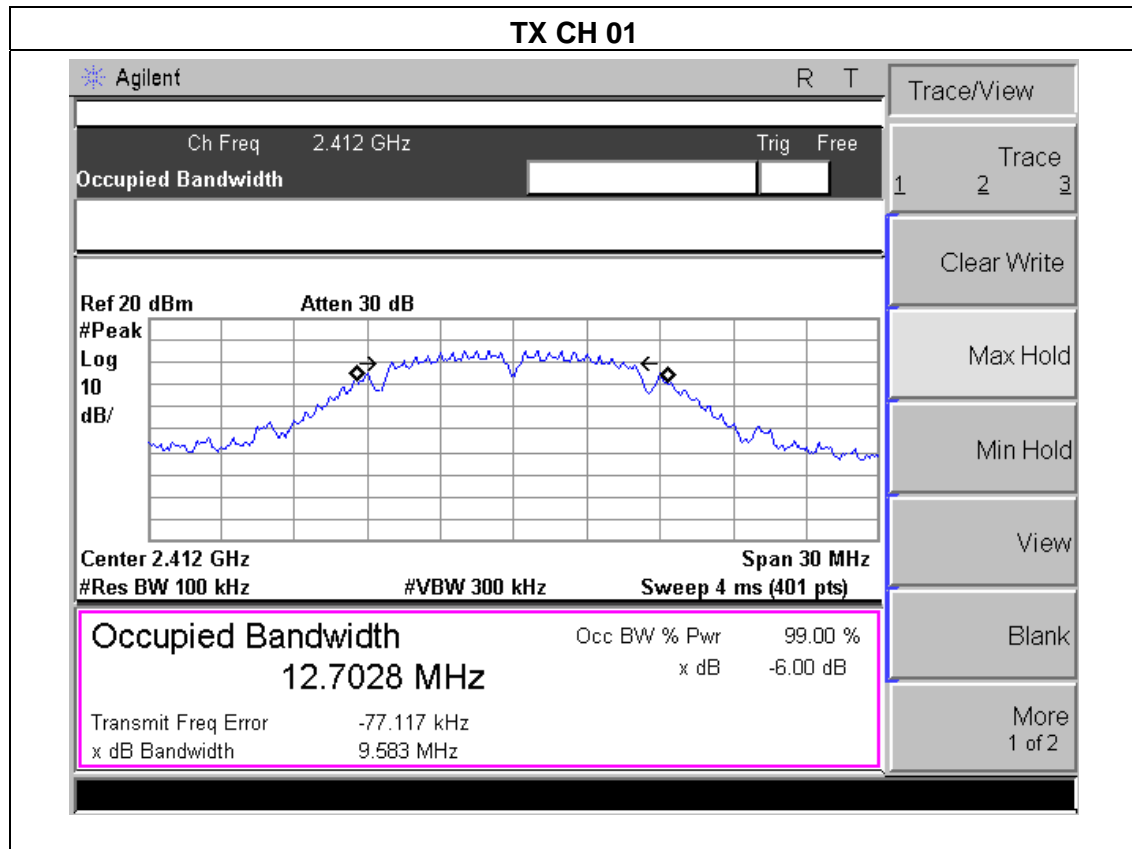 TX CH 01
Agilent R T
Trace/View
Ch Freq 2.412 GHz Trig Free
Occupied Bandwidth
Trace
1 2 3
Clear Write
Ref 20 dBm Atten 30 dB
#Peak
Log
10
dB/
Max Hold
Min Hold
View
Center 2.412 GHz Span 30 MHz
#Res BW 100 kHz #VBW 300 kHz Sweep 4 ms (401 pts)
Occupied Bandwidth Occ BW % Pwr 99.00 %
12.7028 MHz x dB -6.00 dB
Blank
Transmit Freq Error -77.117 kHz
x dB Bandwidth 9.583 MHz
More
1 of 2